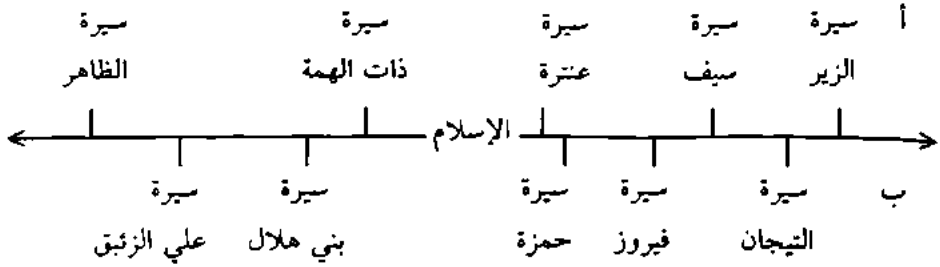 أ سيرة سيرة سيرة سيرة سيرة
الزير سيف عنترة ذات الهمة الظاهر
الإسلام
ب سيرة سيرة سيرة سيرة سيرة
التيجان فيروز حمزة بني هلال علي الزئبق